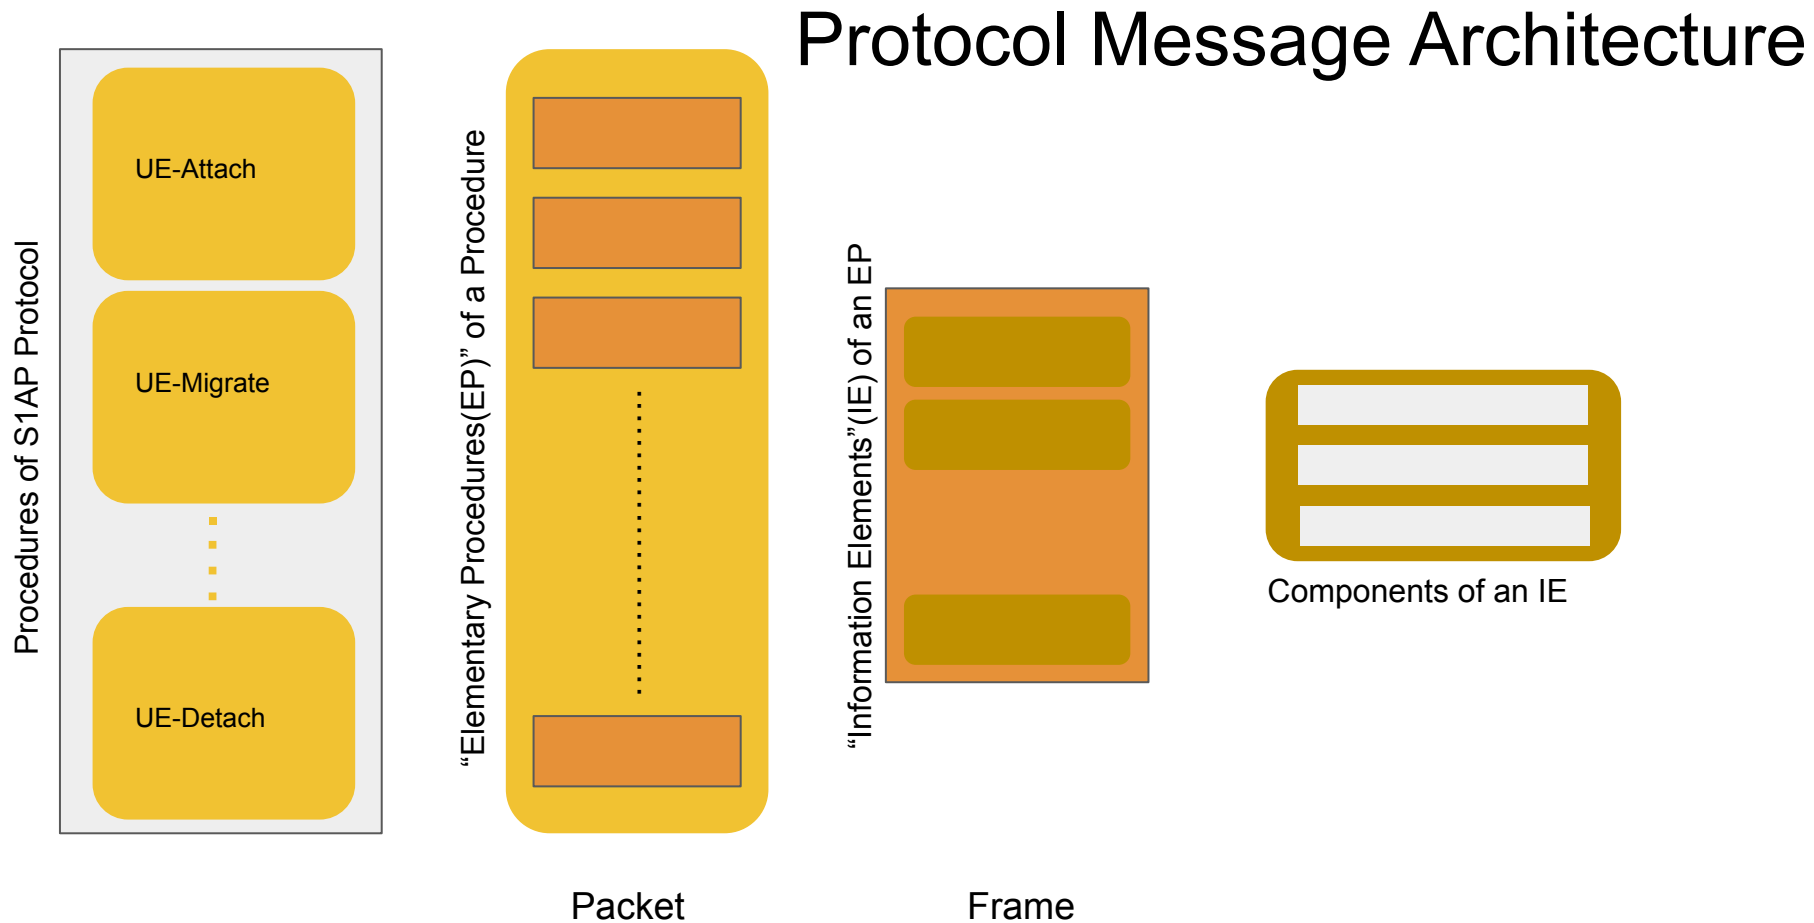 Protocol Message Architecture
Procedures of S1AP Protocol
UE-Attach
UE-Migrate
UE-Detach
“Elementary Procedures(EP)” of a Procedure
“Information Elements”(IE) of an EP
Components of an IE
Packet
Frame